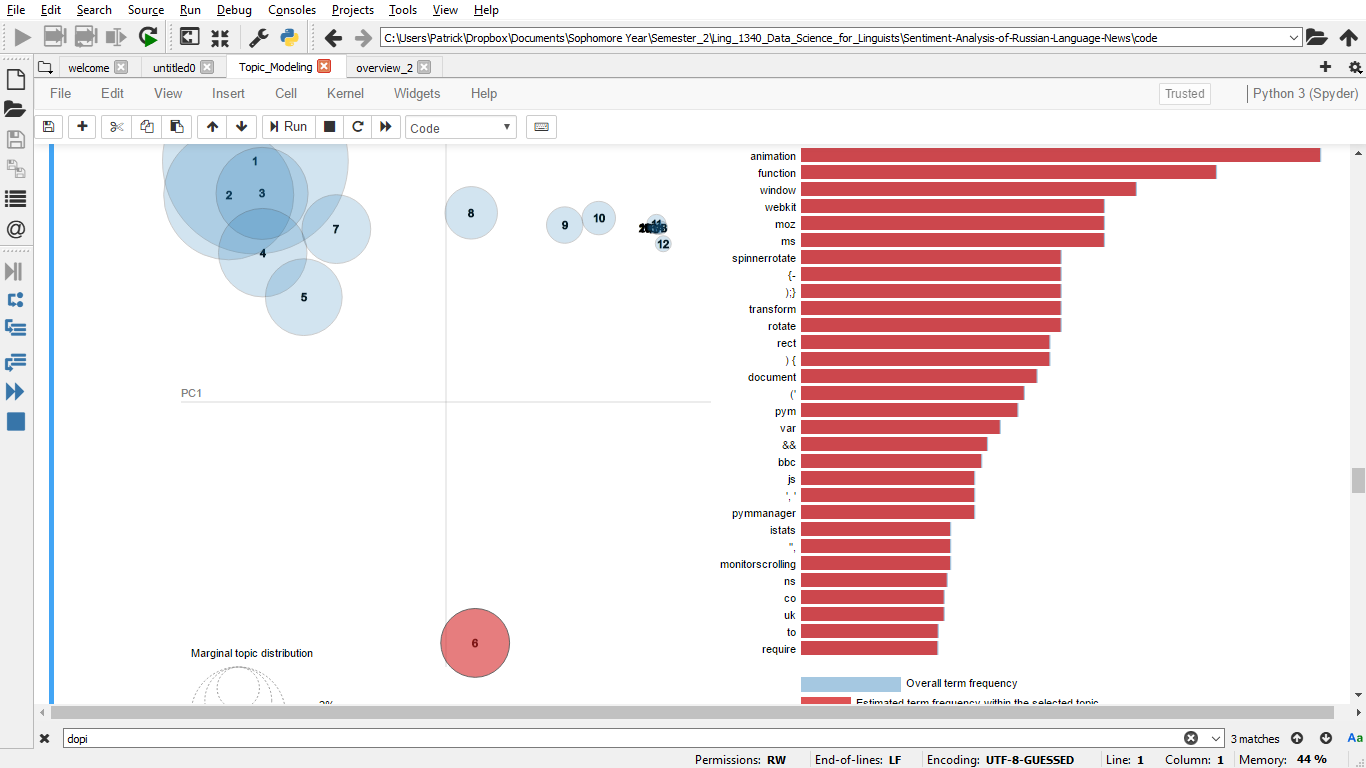 File Edit Search Source Run Debug Consoles Projects Tools View Help
C:\Users\Patrick\Dropbox\Documents\Sophomore Year\Semester_2\Ling_1340_Data_Science_for_Linguists\Sentiment-Analysis-of-Russian-Language-News\code
welcome untitled0 Topic_Modeling overview_2
File Edit View Insert Cell Kernel Widgets Help Trusted Python 3 (Spyder)
Run Code
1
2 3
4
5
7
8
9
10
11
12
PC1
6
Marginal topic distribution
animation
function
window
webkit
moz
ms
spinnerrotate
{-
);}
transform
rotate
rect
) {
document
('
pym
var
&&
bbc
js
', '
pymmanager
istats
",
monitorscrolling
ns
co
uk
to
require
Overall term frequency
Estimated term frequency within the selected topic
dopi 3 matches Aa
Permissions: RW End-of-lines: LF Encoding: UTF-8-GUESSED Line: 1 Column: 1 Memory: 44 %